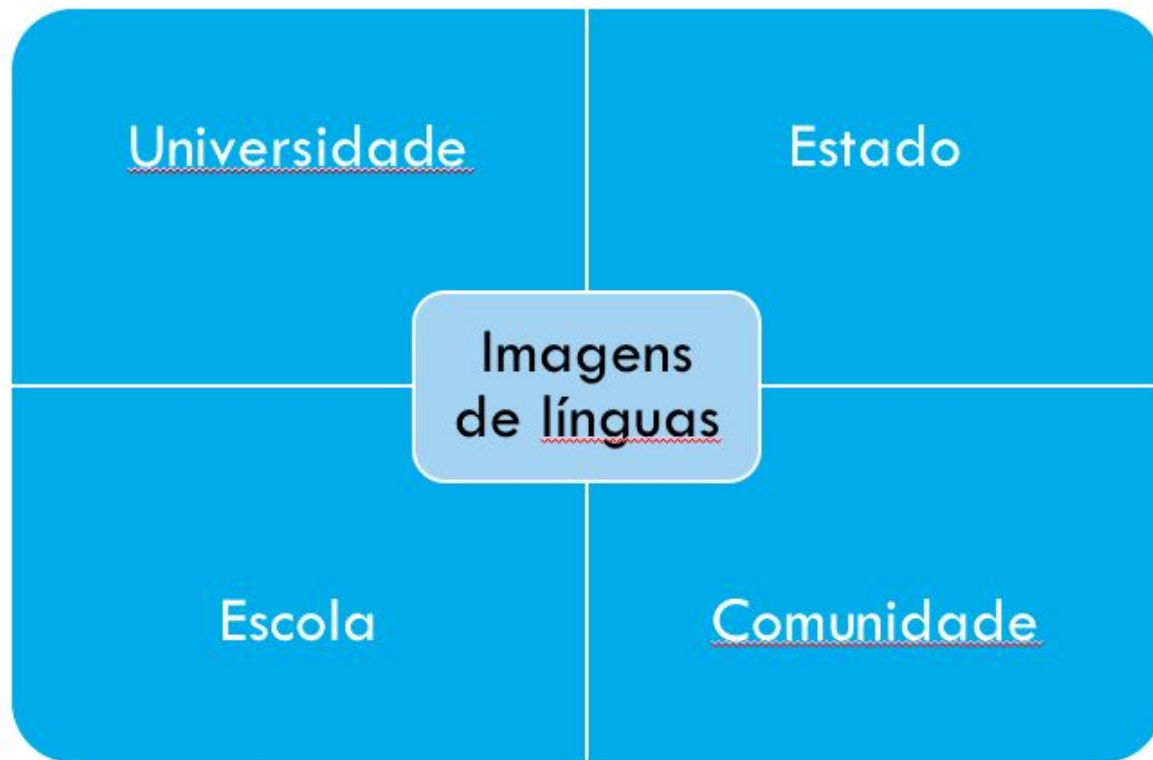 Universidade
Estado
Imagens
de línguas
Escola
Comunidade